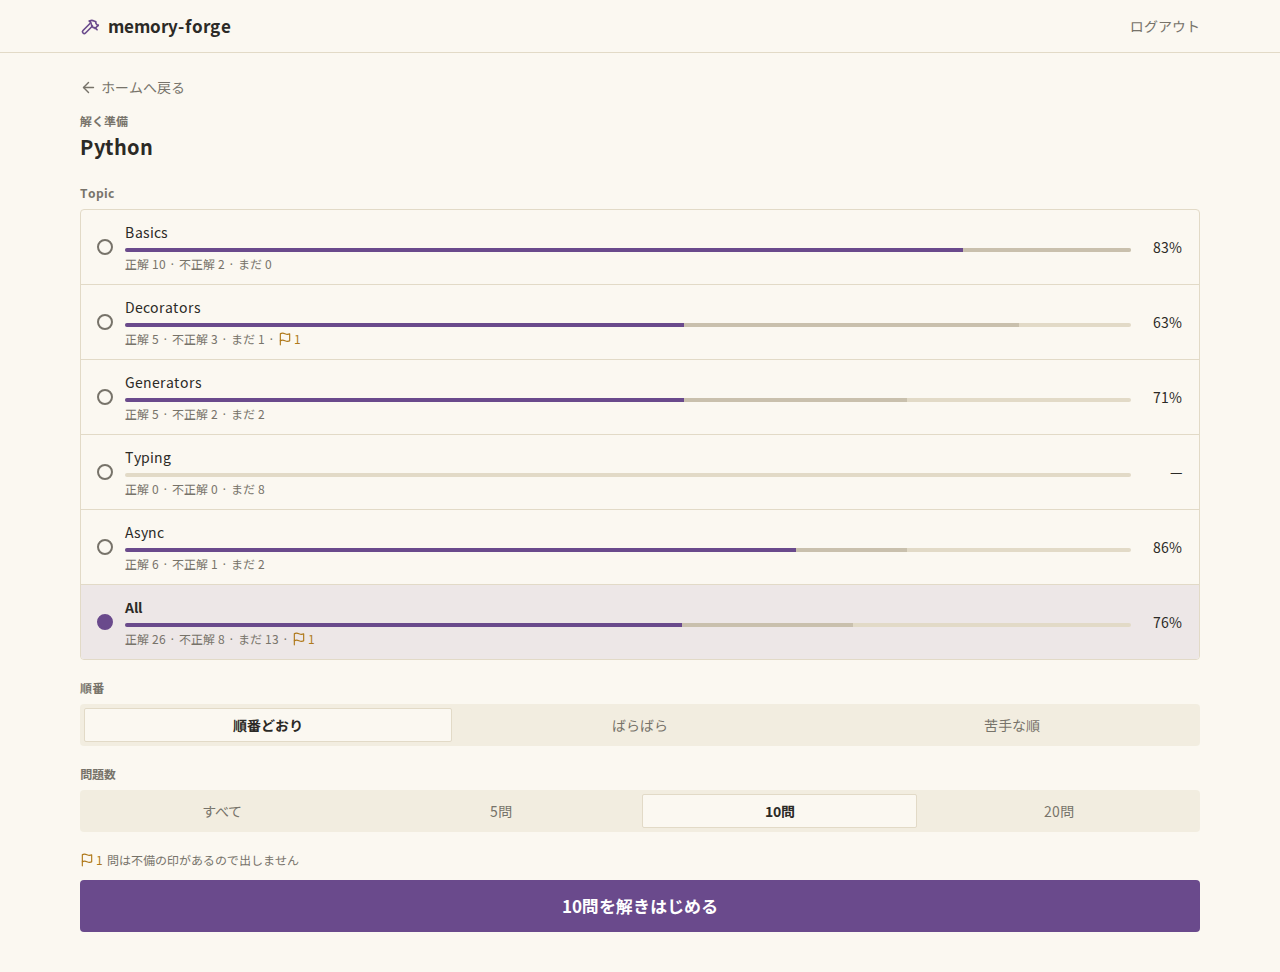 memory-forge
ログアウト
ホームへ戻る
解く準備
Python
Topic
Basics
83%
正解 10 · 不正解 2 · まだ 0
Decorators
63%
正解 5 · 不正解 3 · まだ 1 · 1
Generators
71%
正解 5 · 不正解 2 · まだ 2
Typing
—
正解 0 · 不正解 0 · まだ 8
Async
86%
正解 6 · 不正解 1 · まだ 2
All
76%
正解 26 · 不正解 8 · まだ 13 · 1
順番
順番どおり ばらばら 苦手な順
問題数
すべて 5問 10問 20問
1 問は不備の印があるので出しません
10問を解きはじめる